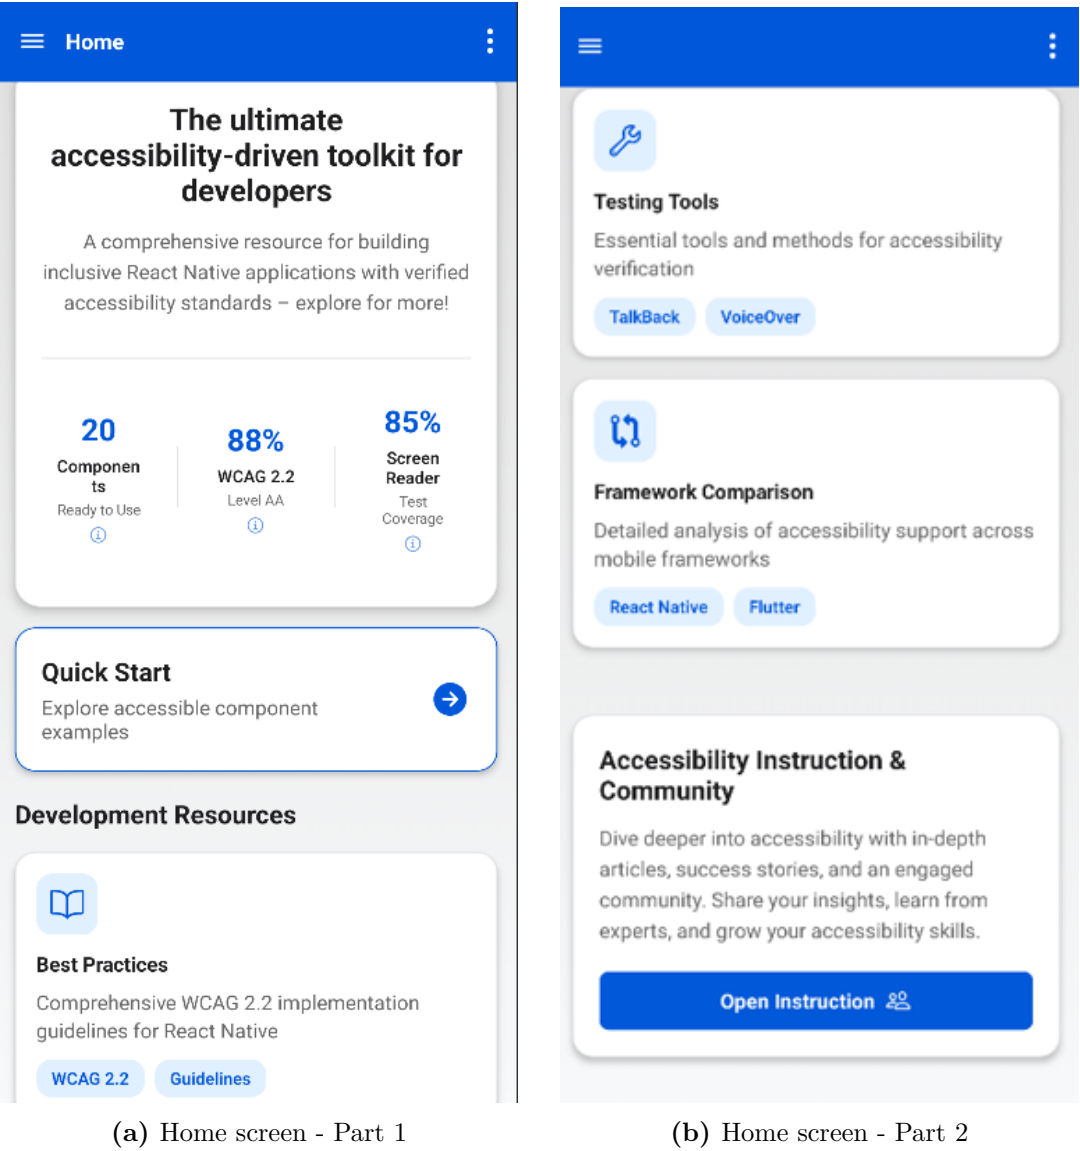 Home
The ultimate
accessibility-driven toolkit for
developers
A comprehensive resource for building
inclusive React Native applications with verified
accessibility standards – explore for more!
20
Componen
ts
Ready to Use
88%
WCAG 2.2
Level AA
85%
Screen
Reader
Test
Coverage
Quick Start
Explore accessible component
examples
Development Resources
Best Practices
Comprehensive WCAG 2.2 implementation
guidelines for React Native
WCAG 2.2 Guidelines
(a) Home screen - Part 1
Testing Tools
Essential tools and methods for accessibility
verification
TalkBack VoiceOver
Framework Comparison
Detailed analysis of accessibility support across
mobile frameworks
React Native Flutter
Accessibility Instruction &
Community
Dive deeper into accessibility with in-depth
articles, success stories, and an engaged
community. Share your insights, learn from
experts, and grow your accessibility skills.
Open Instruction
(b) Home screen - Part 2